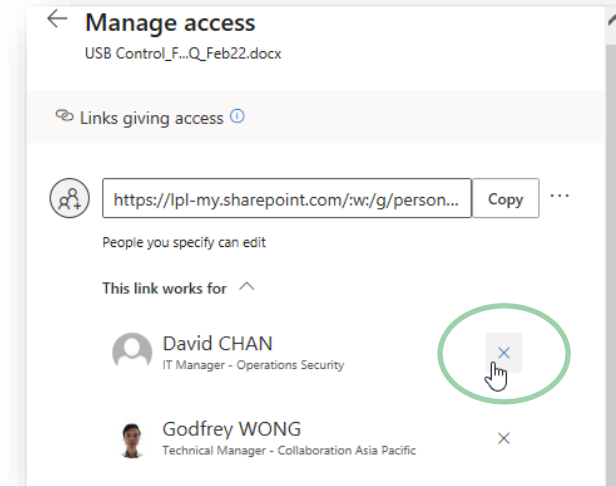 Manage access
USB Control_F...Q_Feb22.docx
Links giving access
https://lpl-my.sharepoint.com/:w:/g/person... Copy ...
People you specify can edit
This link works for
David CHAN
IT Manager - Operations Security
Godfrey WONG
Technical Manager - Collaboration Asia Pacific